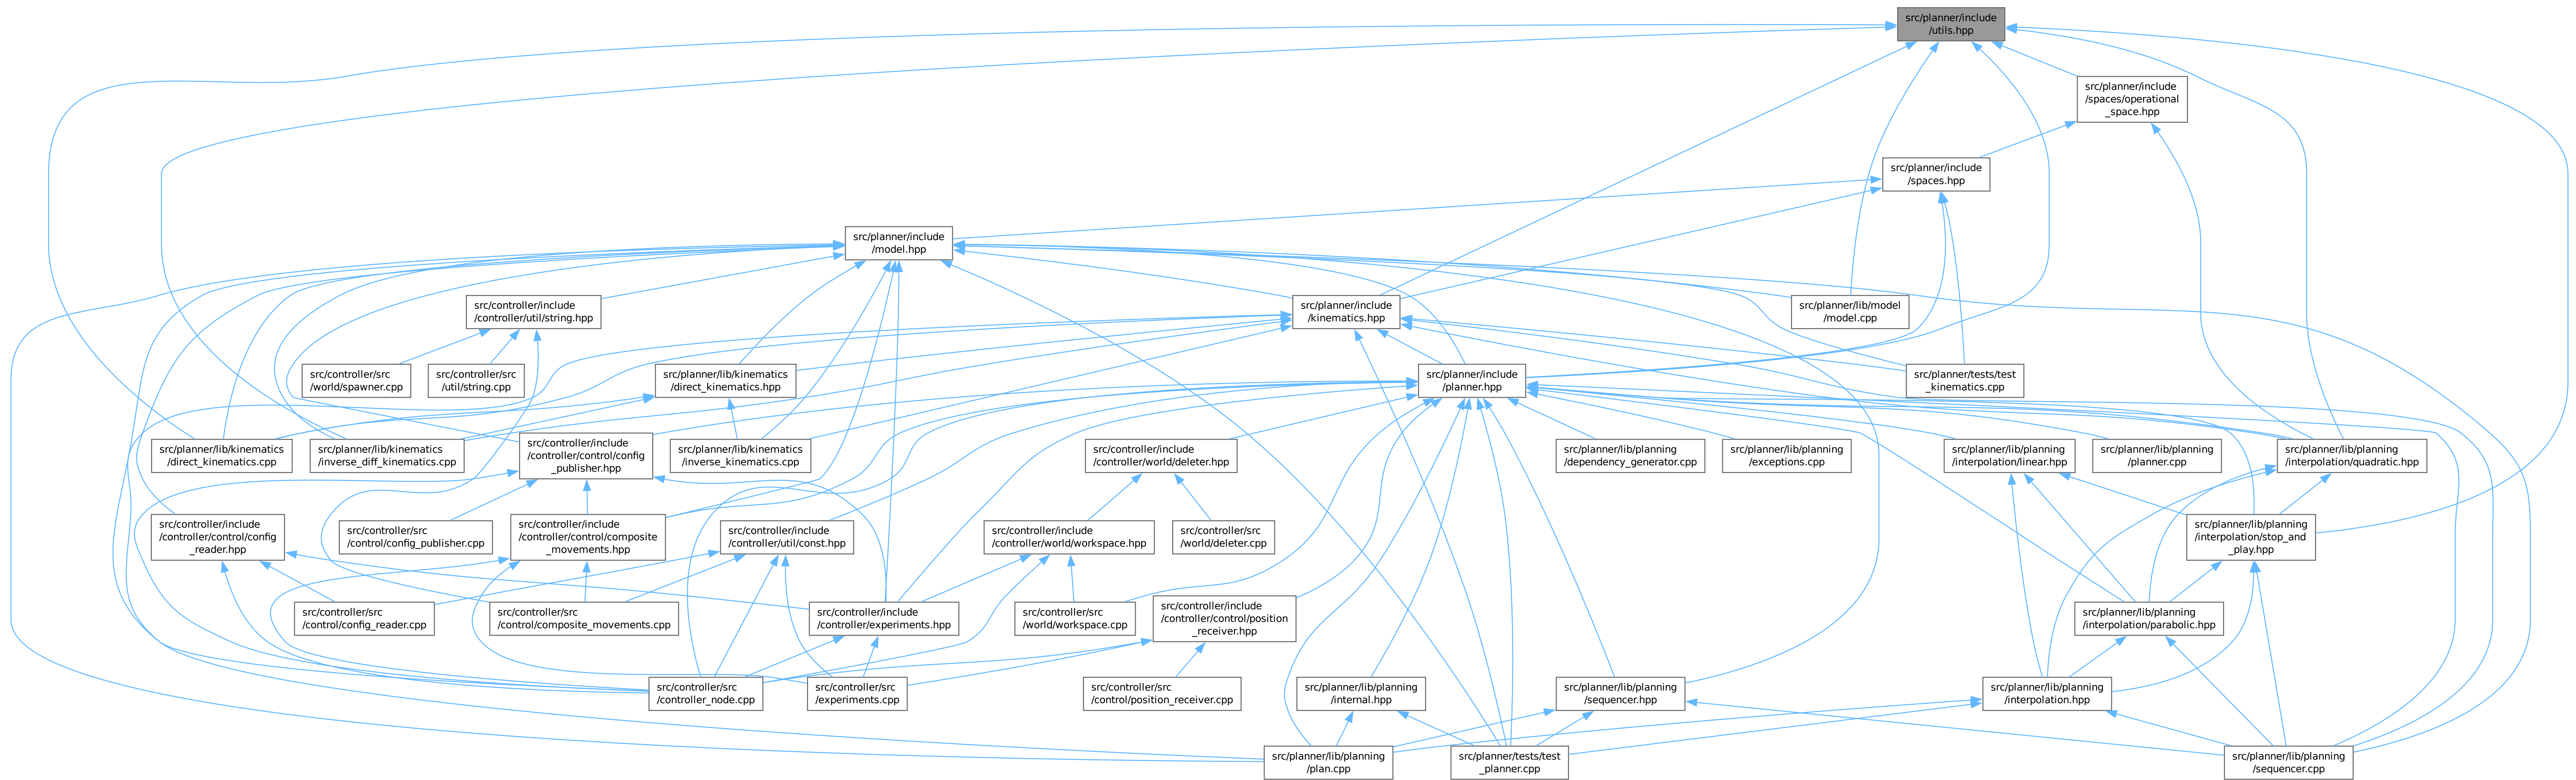 src/planner/include
/utils.hpp
src/planner/include
/spaces/operational
_space.hpp
src/planner/include
/spaces.hpp
src/planner/include
/model.hpp
src/controller/include
/controller/util/string.hpp
src/planner/include
/kinematics.hpp
src/planner/lib/model
/model.cpp
src/controller/src
/world/spawner.cpp
src/controller/src
/util/string.cpp
src/planner/lib/kinematics
/direct_kinematics.hpp
src/planner/include
/planner.hpp
src/planner/tests/test
_kinematics.cpp
src/planner/lib/kinematics
/direct_kinematics.cpp
src/planner/lib/kinematics
/inverse_diff_kinematics.cpp
src/controller/include
/controller/control/config
_publisher.hpp
src/planner/lib/kinematics
/inverse_kinematics.cpp
src/controller/include
/controller/world/deleter.hpp
src/planner/lib/planning
/dependency_generator.cpp
src/planner/lib/planning
/exceptions.cpp
src/planner/lib/planning
/interpolation/linear.hpp
src/planner/lib/planning
/planner.cpp
src/planner/lib/planning
/interpolation/quadratic.hpp
src/controller/include
/controller/control/config
_reader.hpp
src/controller/src
/control/config_publisher.cpp
src/controller/include
/controller/control/composite
_movements.hpp
src/controller/include
/controller/util/const.hpp
src/controller/include
/controller/world/workspace.hpp
src/controller/src
/world/deleter.cpp
src/planner/lib/planning
/interpolation/stop_and
_play.hpp
src/controller/src
/control/config_reader.cpp
src/controller/src
/control/composite_movements.cpp
src/controller/include
/controller/experiments.hpp
src/controller/src
/world/workspace.cpp
src/controller/include
/controller/control/position
_receiver.hpp
src/planner/lib/planning
/interpolation/parabolic.hpp
src/controller/src
/controller_node.cpp
src/controller/src
/experiments.cpp
src/controller/src
/control/position_receiver.cpp
src/planner/lib/planning
/internal.hpp
src/planner/lib/planning
/sequencer.hpp
src/planner/lib/planning
/interpolation.hpp
src/planner/lib/planning
/plan.cpp
src/planner/tests/test
_planner.cpp
src/planner/lib/planning
/sequencer.cpp